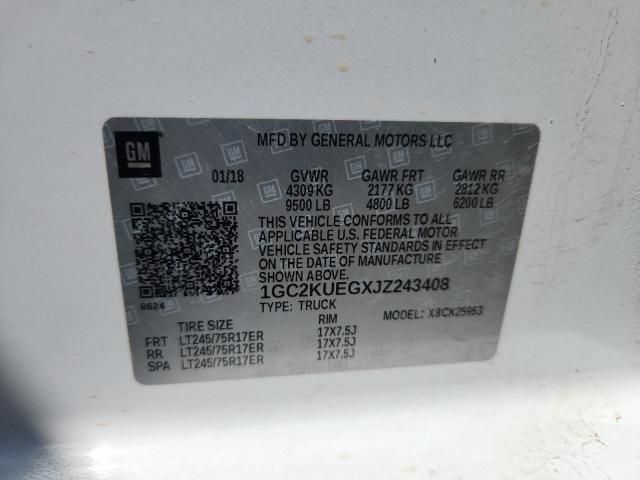 GM
MFD BY GENERAL MOTORS LLC
01/18 GVWR GAWR FRT GAWR RR
4309 KG 2177 KG 2812 KG
9500 LB 4800 LB 6200 LB
THIS VEHICLE CONFORMS TO ALL
APPLICABLE U.S. FEDERAL MOTOR
VEHICLE SAFETY STANDARDS IN EFFECT
ON THE DATE OF MANUFACTURE
SHOWN ABOVE.
8624
1GC2KUEGXJZ243408
TYPE: TRUCK
MODEL: X8CK25953
TIRE SIZE RIM
FRT LT245/75R17ER 17X7.5J
RR LT245/75R17ER 17X7.5J
SPA LT245/75R17ER 17X7.5J